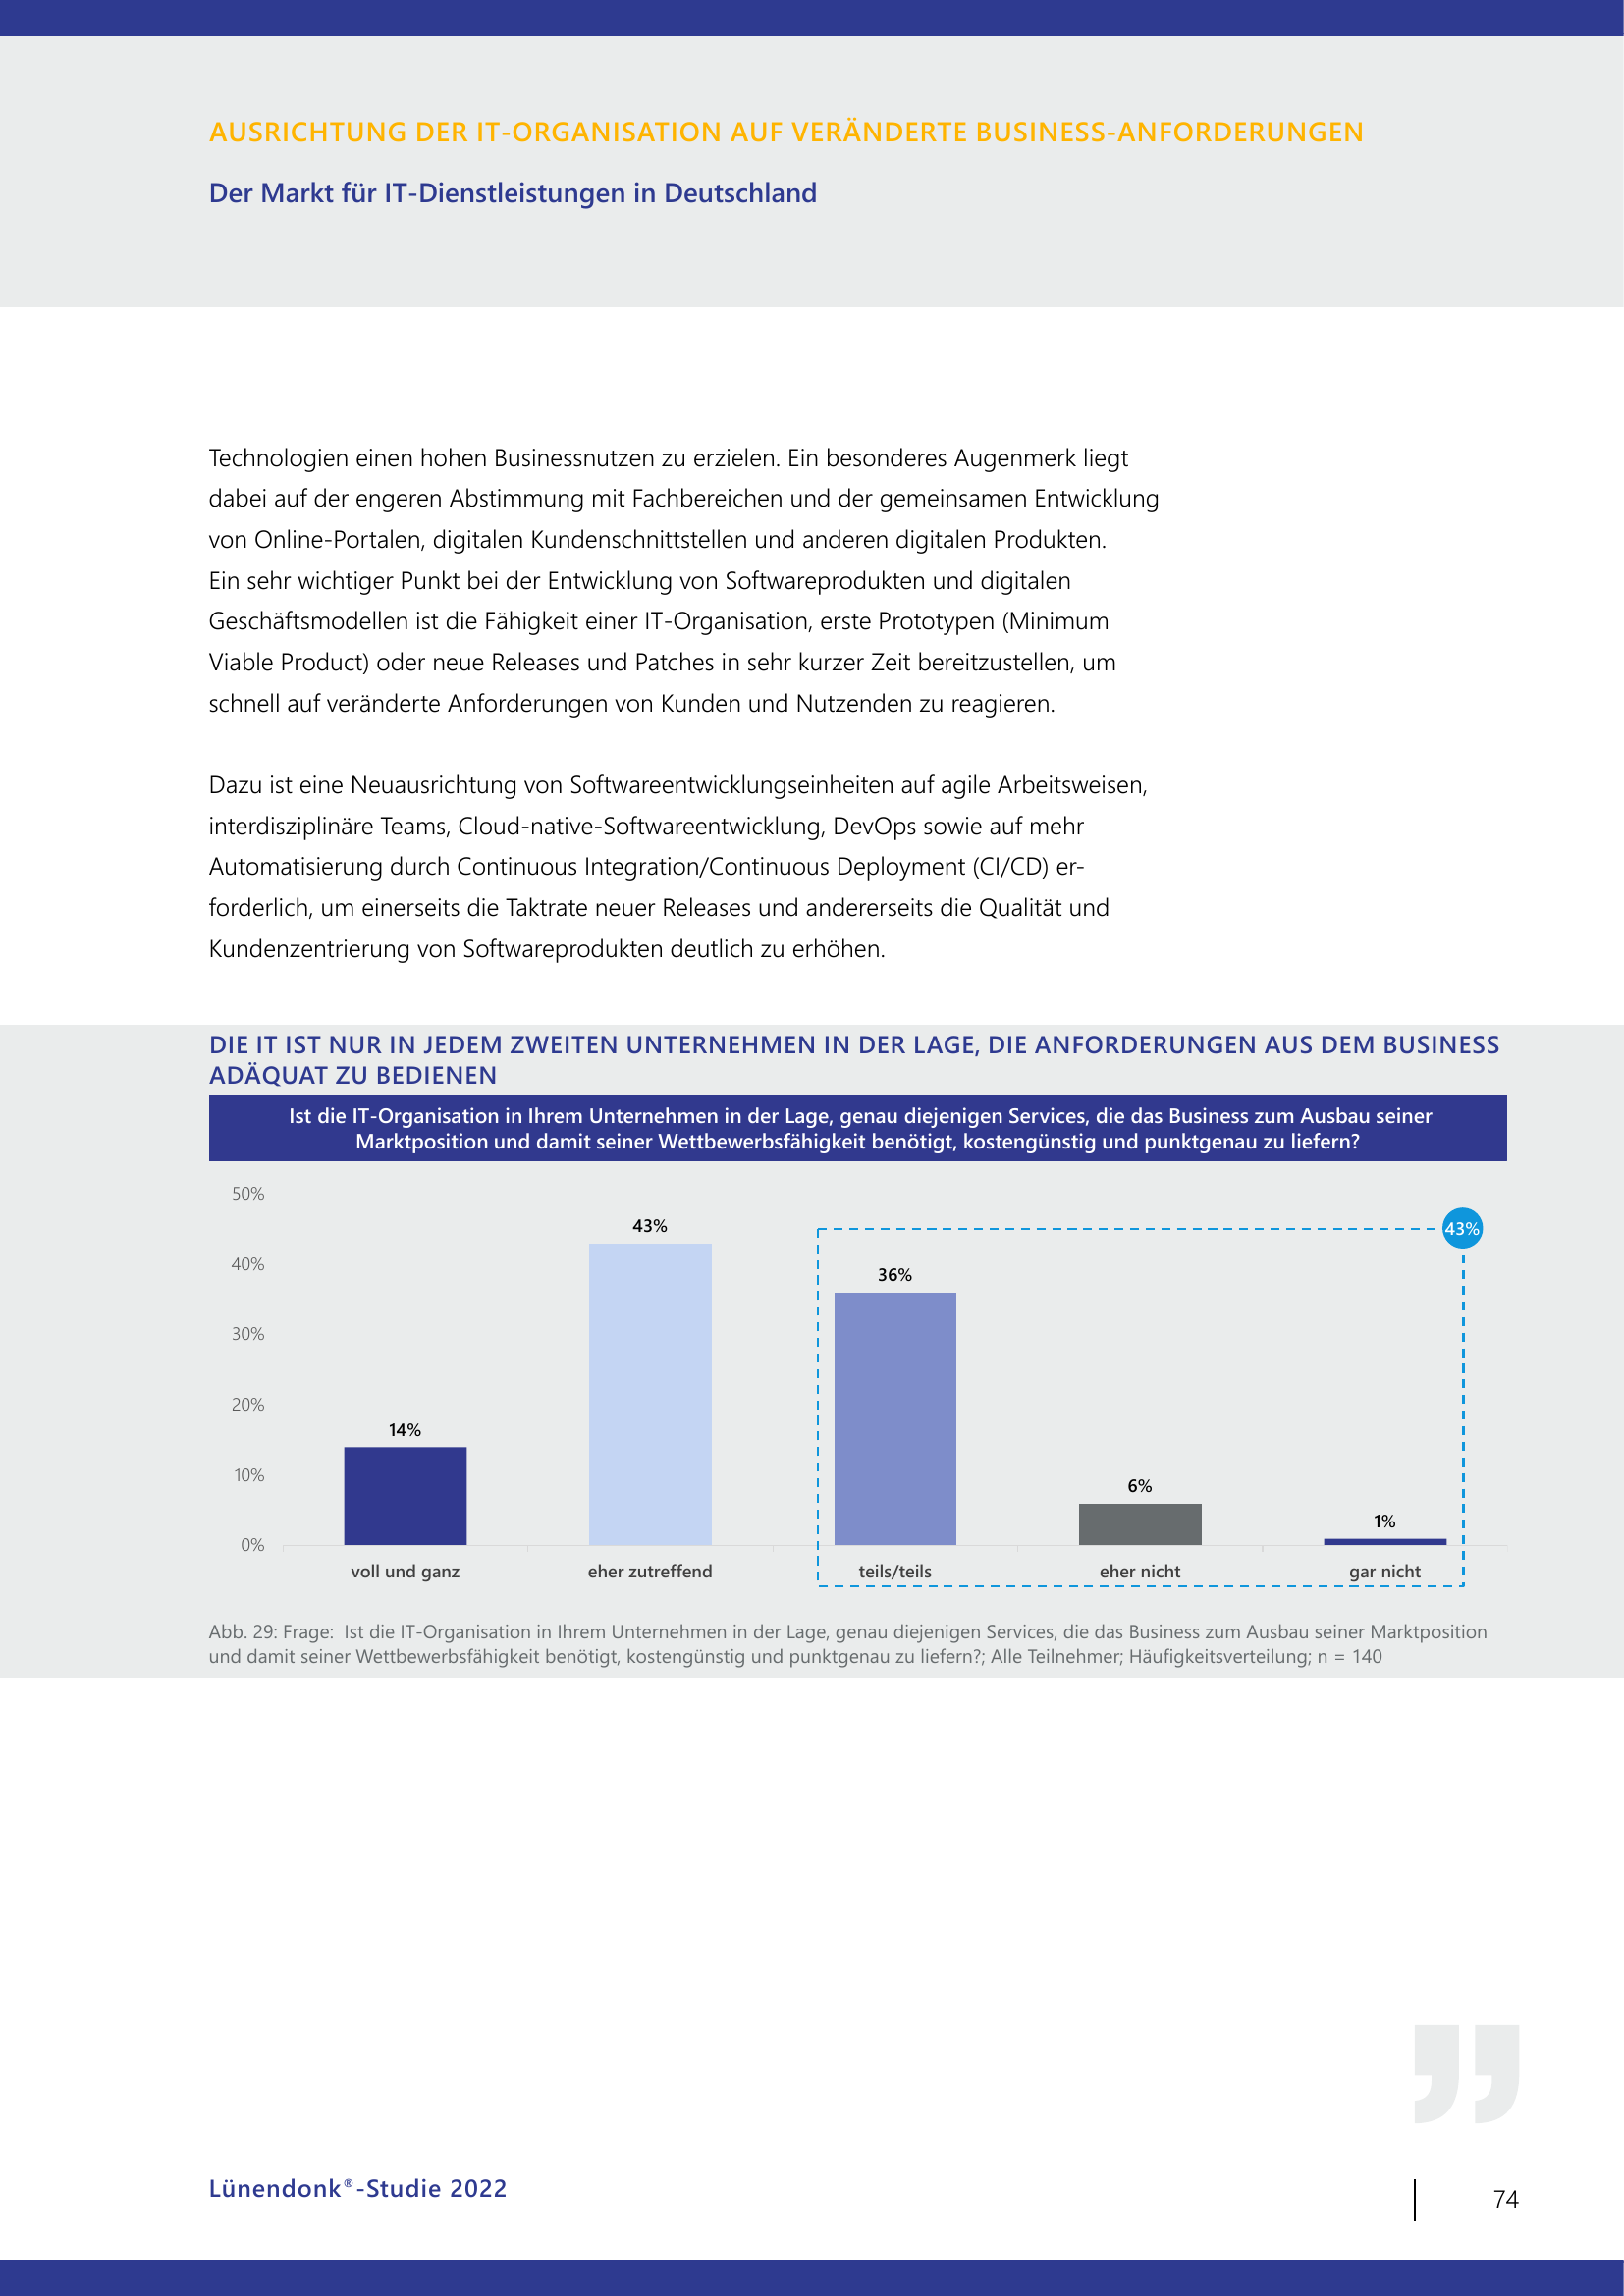 AUSRICHTUNG DER IT-ORGANISATION AUF VERÄNDERTE BUSINESS-ANFORDERUNGEN
Der Markt für IT-Dienstleistungen in Deutschland
Technologien einen hohen Businessnutzen zu erzielen. Ein besonderes Augenmerk liegt
dabei auf der engeren Abstimmung mit Fachbereichen und der gemeinsamen Entwicklung
von Online-Portalen, digitalen Kundenschnittstellen und anderen digitalen Produkten.
Ein sehr wichtiger Punkt bei der Entwicklung von Softwareprodukten und digitalen
Geschäftsmodellen ist die Fähigkeit einer IT-Organisation, erste Prototypen (Minimum
Viable Product) oder neue Releases und Patches in sehr kurzer Zeit bereitzustellen, um
schnell auf veränderte Anforderungen von Kunden und Nutzenden zu reagieren.
Dazu ist eine Neuausrichtung von Softwareentwicklungseinheiten auf agile Arbeitsweisen,
interdisziplinäre Teams, Cloud-native-Softwareentwicklung, DevOps sowie auf mehr
Automatisierung durch Continuous Integration/Continuous Deployment (CI/CD) er-
forderlich, um einerseits die Taktrate neuer Releases und andererseits die Qualität und
Kundenzentrierung von Softwareprodukten deutlich zu erhöhen.
DIE IT IST NUR IN JEDEM ZWEITEN UNTERNEHMEN IN DER LAGE, DIE ANFORDERUNGEN AUS DEM BUSINESS
ADÄQUAT ZU BEDIENEN
Ist die IT-Organisation in Ihrem Unternehmen in der Lage, genau diejenigen Services, die das Business zum Ausbau seiner
Marktposition und damit seiner Wettbewerbsfähigkeit benötigt, kostengünstig und punktgenau zu liefern?
50%
40%
30%
20%
10%
0%
14%
43%
36%
6%
1%
43%
voll und ganz
eher zutreffend
teils/teils
eher nicht
gar nicht
Abb. 29: Frage: Ist die IT-Organisation in Ihrem Unternehmen in der Lage, genau diejenigen Services, die das Business zum Ausbau seiner Marktposition
und damit seiner Wettbewerbsfähigkeit benötigt, kostengünstig und punktgenau zu liefern?; Alle Teilnehmer; Häufigkeitsverteilung; n = 140
Lünendonk®-Studie 2022
74